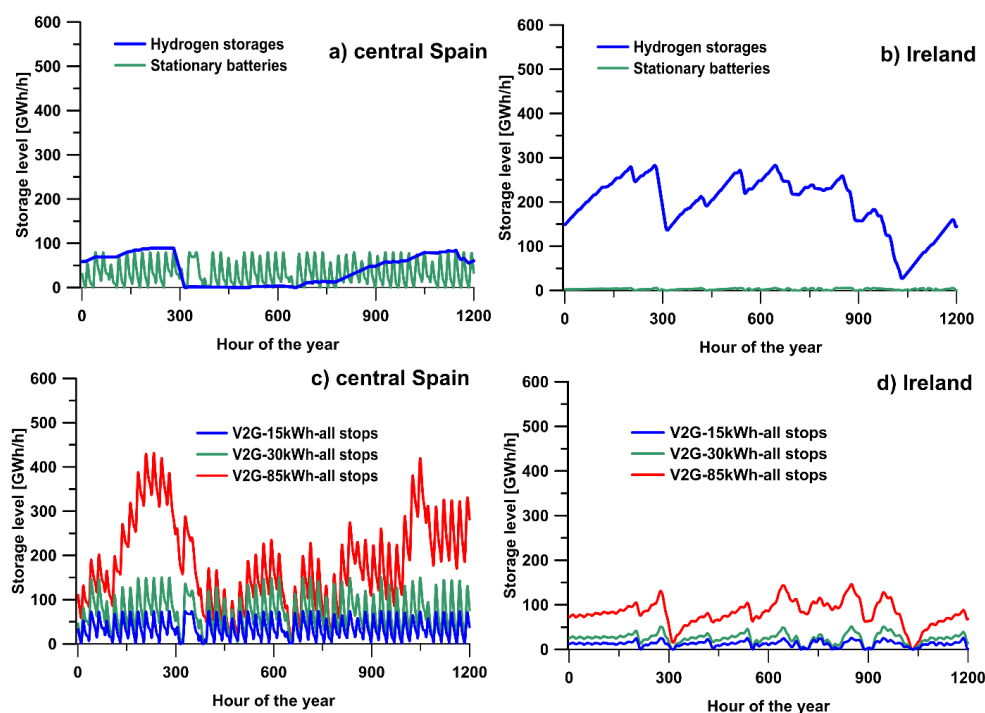 a) central Spain
Hydrogen storages
Stationary batteries
Storage level [GWh/h]
600
500
400
300
200
100
0
0 300 600 900 1200
Hour of the year
b) Ireland
Hydrogen storages
Stationary batteries
Storage level [GWh/h]
600
500
400
300
200
100
0
0 300 600 900 1200
Hour of the year
c) central Spain
V2G-15kWh-all stops
V2G-30kWh-all stops
V2G-85kWh-all stops
Storage level [GWh/h]
600
500
400
300
200
100
0
0 300 600 900 1200
Hour of the year
d) Ireland
V2G-15kWh-all stops
V2G-30kWh-all stops
V2G-85kWh-all stops
Storage level [GWh/h]
600
500
400
300
200
100
0
0 300 600 900 1200
Hour of the year